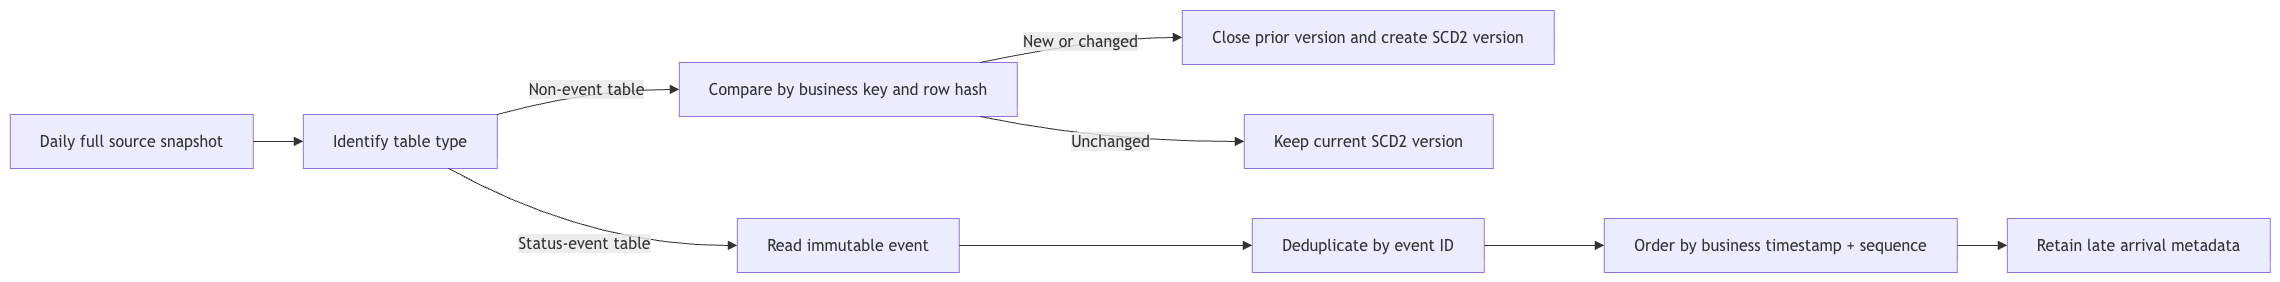 Daily full source snapshot
Identify table type
Non-event table
Compare by business key and row hash
New or changed
Close prior version and create SCD2 version
Unchanged
Keep current SCD2 version
Status-event table
Read immutable event
Deduplicate by event ID
Order by business timestamp + sequence
Retain late arrival metadata